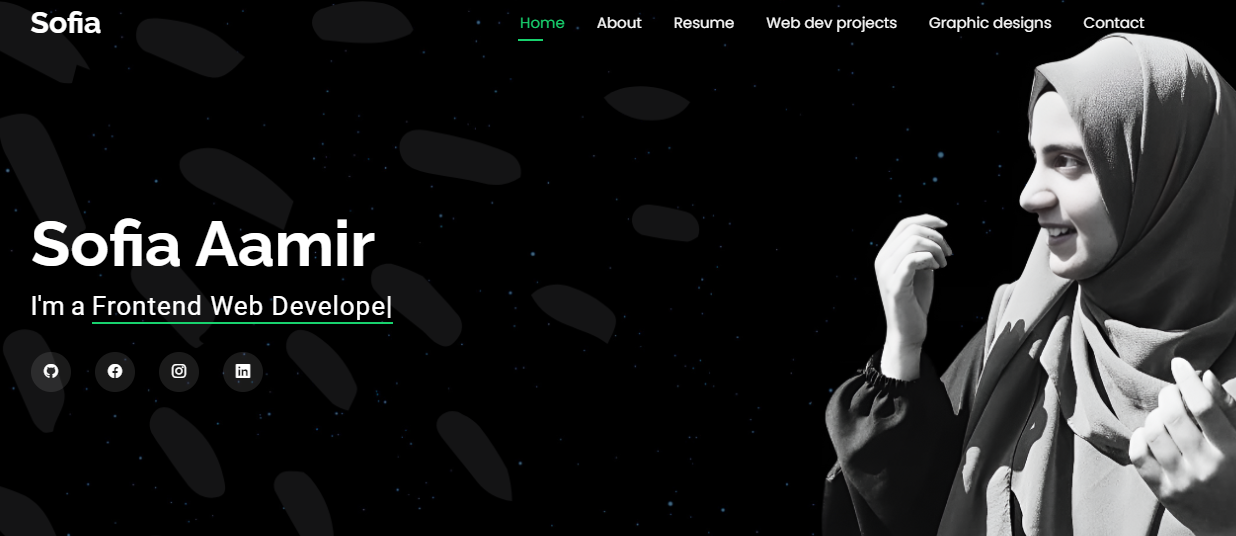 Sofia
Home About Resume Web dev projects Graphic designs Contact
Sofia Aamir
I'm a Frontend Web Develope|